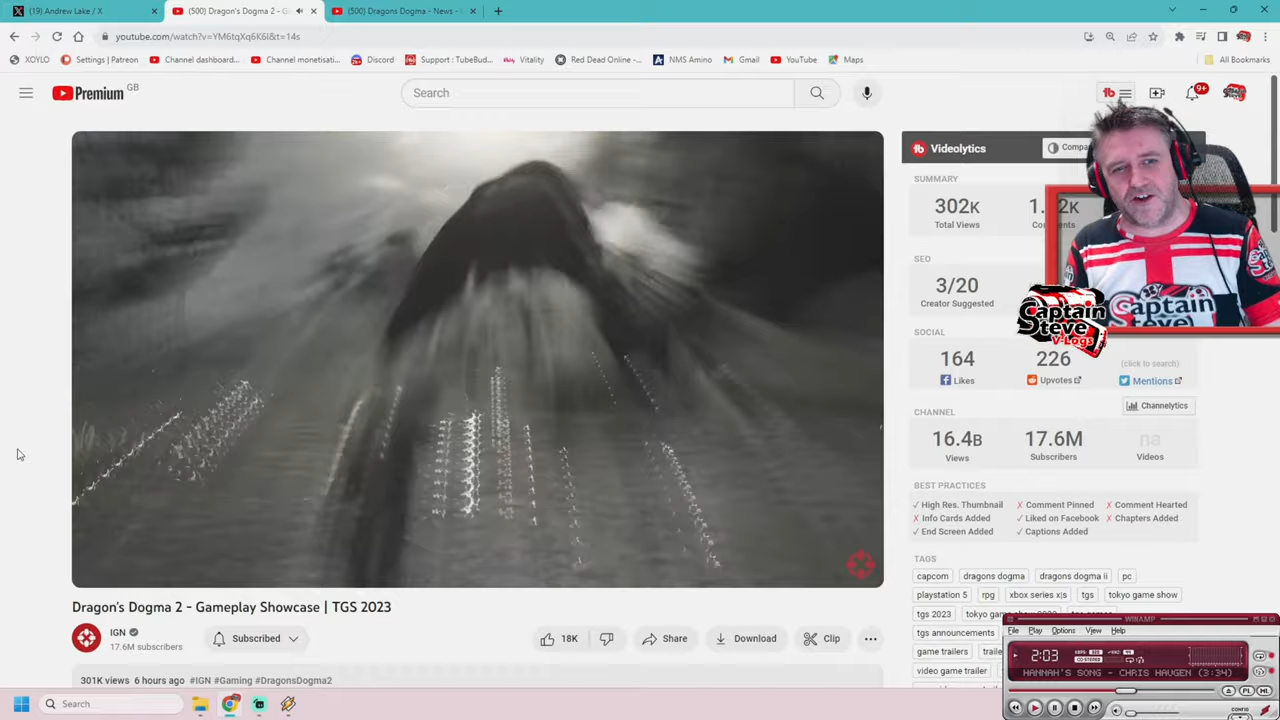 (19) Andrew Lake / X
(500) Dragon's Dogma 2 - G
(500) Dragons Dogma - News -
youtube.com/watch?v=YM6tqXq6K6I&t=14s
XOYLO
Settings | Patreon
Channel dashboard...
Channel monetisati...
Discord
Support : TubeBud...
Vitality
Red Dead Online -...
NMS Amino
Gmail
YouTube
Maps
All Bookmarks
Premium GB
Search
tb
9+
Videolytics
Compa
SUMMARY
302K
Total Views
SEO
3/20
Creator Suggested
SOCIAL
164
Likes
226
Upvotes
(click to search)
Mentions
Channelytics
CHANNEL
16.4B
Views
17.6M
Subscribers
na
Videos
BEST PRACTICES
✓ High Res. Thumbnail
✗ Comment Pinned
✗ Comment Hearted
✗ Info Cards Added
✓ Liked on Facebook
✗ Chapters Added
✓ End Screen Added
✓ Captions Added
TAGS
capcom
dragons dogma
dragons dogma ii
pc
playstation 5
rpg
xbox series x|s
tgs
tokyo game show
tgs 2023
tgs announcements
game trailers
video game trailer
Captain
Steve
V-Logs
Dragon's Dogma 2 - Gameplay Showcase | TGS 2023
IGN
17.6M subscribers
Subscribed
18K
Share
Download
Clip
301K views 6 hours ago #IGN #Gaming #DragonsDogma2
WINAMP
File Play Options View Help
2:03
HANNAH'S SONG - CHRIS HAUGEN (3:34)
Search